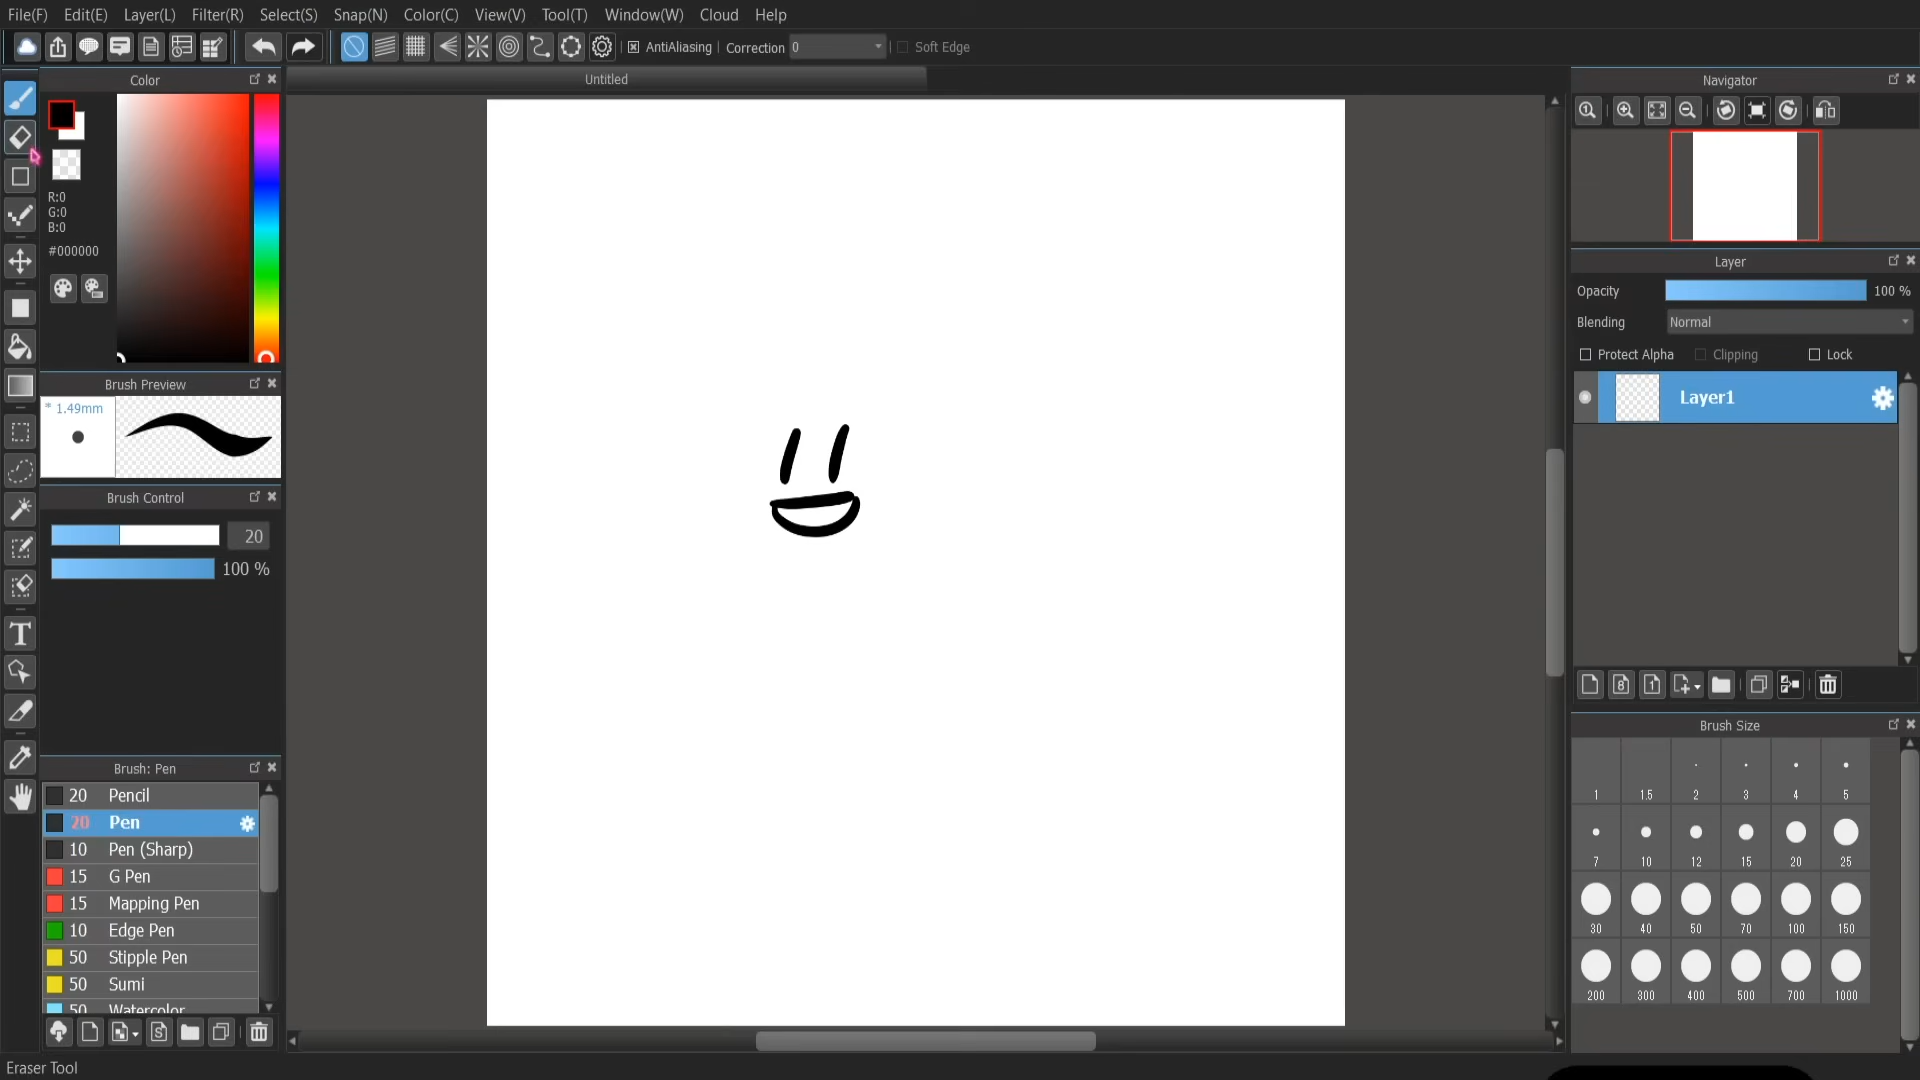 File(F) Edit(E) Layer(L) Filter(R) Select(S) Snap(N) Color(C) View(V) Tool(T) Window(W) Cloud Help
AntiAliasing Correction 0 Soft Edge
Color
Untitled
Navigator
R:0
G:0
B:0
#000000
Layer
Opacity 100 %
Blending Normal
Protect Alpha Clipping Lock
Layer1
Brush Preview
* 1.49mm
Brush Control
20
100 %
Brush: Pen
20 Pencil
20 Pen
10 Pen (Sharp)
15 G Pen
15 Mapping Pen
10 Edge Pen
50 Stipple Pen
50 Sumi
50 Watercolor
8 1
Brush Size
1 1.5 2 3 4 5
7 10 12 15 20 25
30 40 50 70 100 150
200 300 400 500 700 1000
Eraser Tool